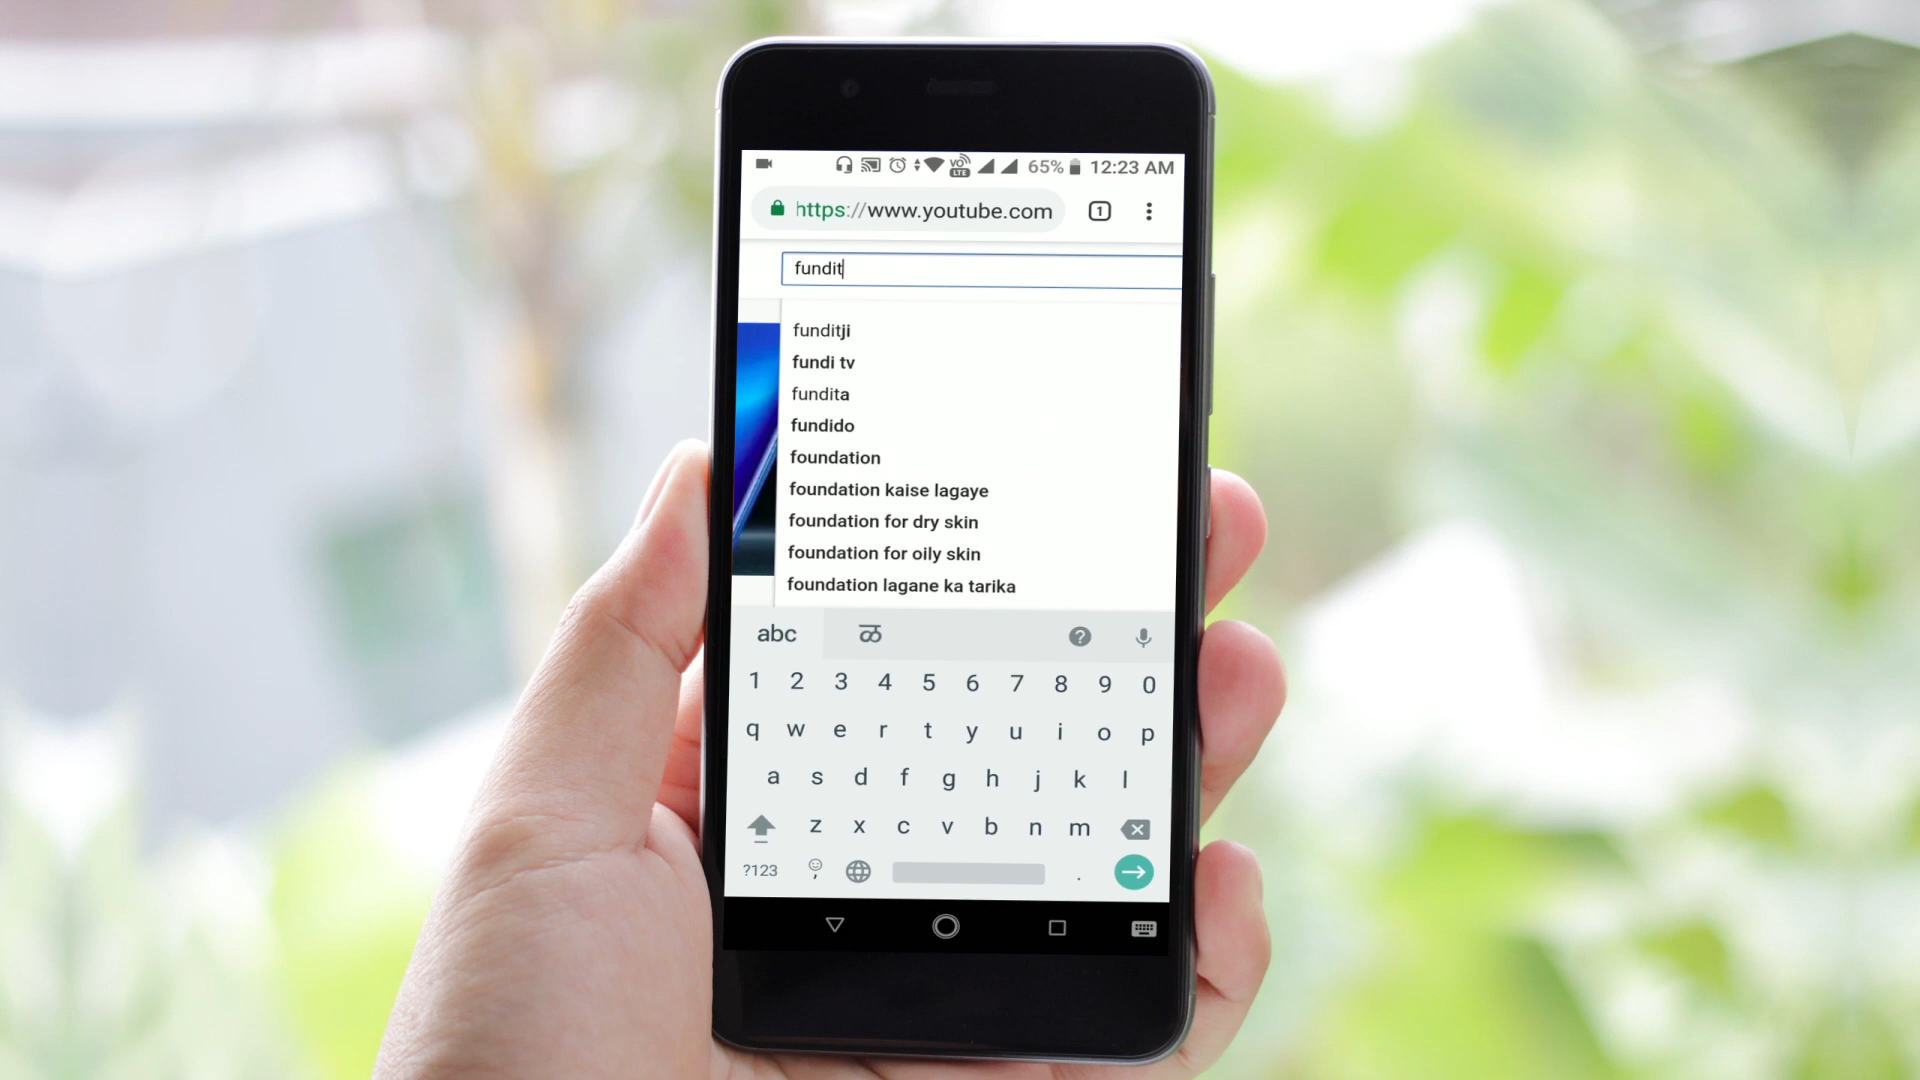 VO LTE 65% 12:23 AM
https://www.youtube.com 1
fundit
funditji
fundi tv
fundita
fundido
foundation
foundation kaise lagaye
foundation for dry skin
foundation for oily skin
foundation lagane ka tarika
abc ?
1 2 3 4 5 6 7 8 9 0
q w e r t y u i o p
a s d f g h j k l
z x c v b n m
?123 , .